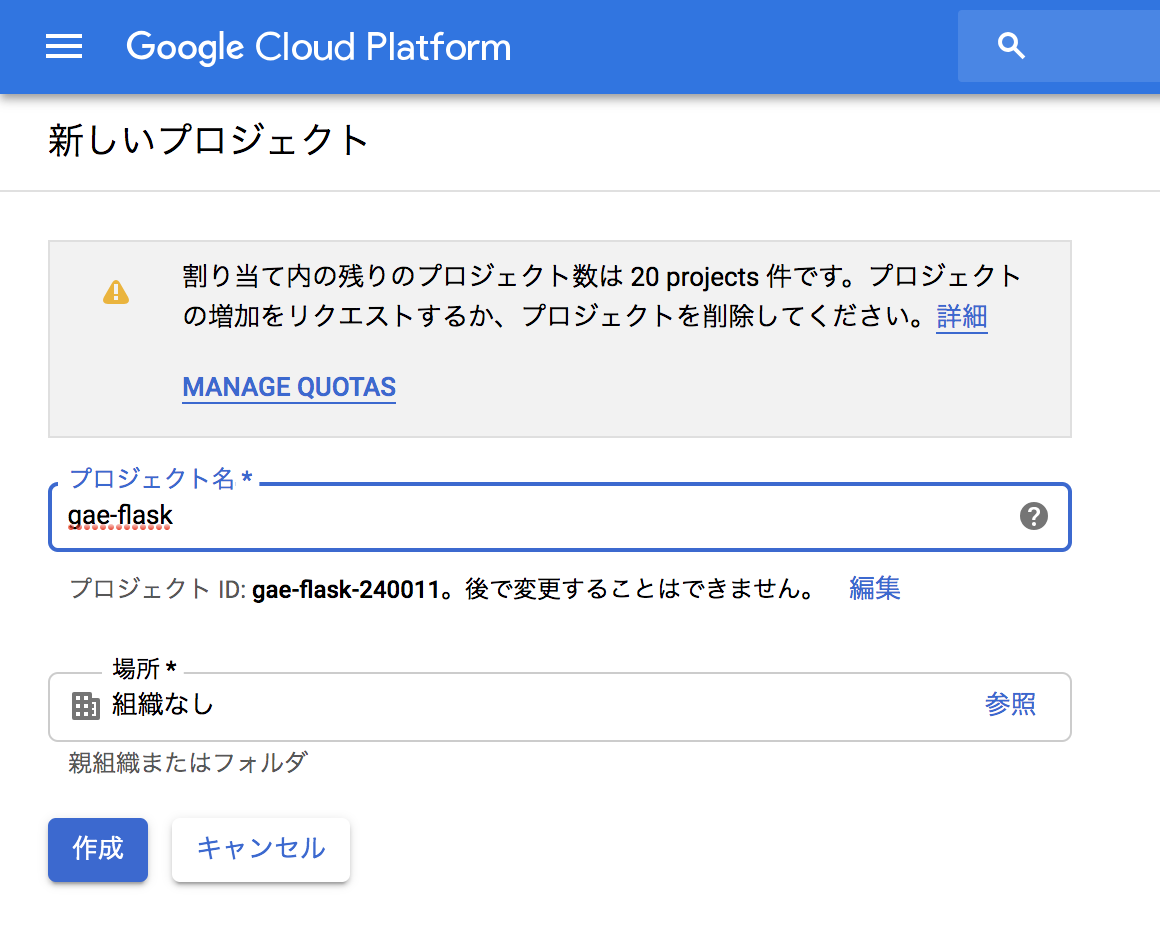 Google Cloud Platform
新しいプロジェクト
割り当て内の残りのプロジェクト数は 20 projects 件です。プロジェクト
の増加をリクエストするか、プロジェクトを削除してください。詳細
MANAGE QUOTAS
プロジェクト名 *
gae-flask
プロジェクト ID: gae-flask-240011。後で変更することはできません。 編集
場所 *
組織なし 参照
親組織またはフォルダ
作成 キャンセル